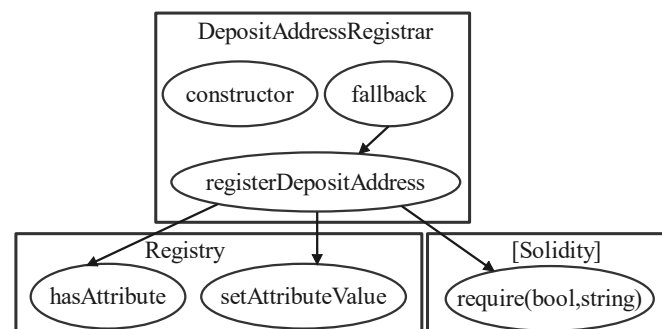 DepositAddressRegistrar
constructor
fallback
registerDepositAddress
Registry
[Solidity]
hasAttribute
setAttributeValue
require(bool,string)